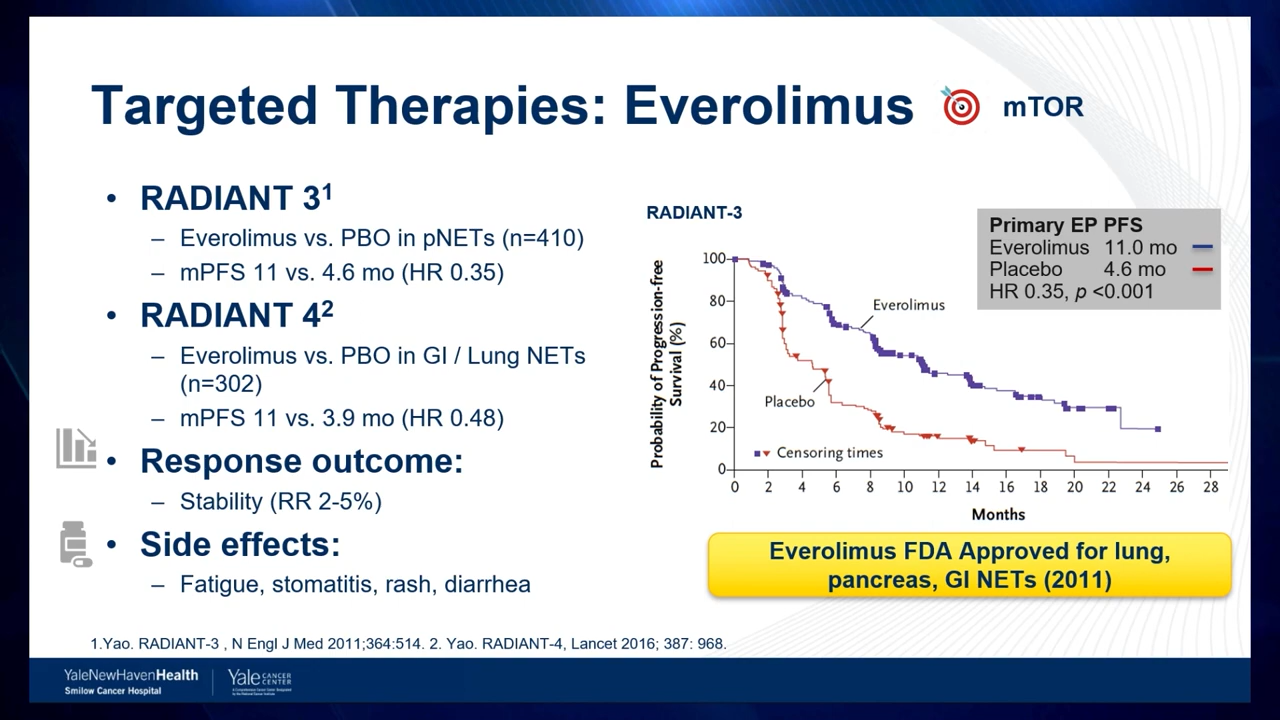 Targeted Therapies: Everolimus
mTOR
• RADIANT 3¹
– Everolimus vs. PBO in pNETs (n=410)
– mPFS 11 vs. 4.6 mo (HR 0.35)
• RADIANT 4²
– Everolimus vs. PBO in GI / Lung NETs
(n=302)
– mPFS 11 vs. 3.9 mo (HR 0.48)
• Response outcome:
– Stability (RR 2-5%)
• Side effects:
– Fatigue, stomatitis, rash, diarrhea
RADIANT-3
Primary EP PFS
Everolimus 11.0 mo
Placebo 4.6 mo
HR 0.35, p <0.001
Probability of Progression-free
Survival (%)
100
80
60
40
20
0
Everolimus
Placebo
Censoring times
0 2 4 6 8 10 12 14 16 18 20 22 24 26 28
Months
Everolimus FDA Approved for lung,
pancreas, GI NETs (2011)
1.Yao. RADIANT-3 , N Engl J Med 2011;364:514. 2. Yao. RADIANT-4, Lancet 2016; 387: 968.
YaleNewHavenHealth
Smilow Cancer Hospital
Yale CANCER
CENTER